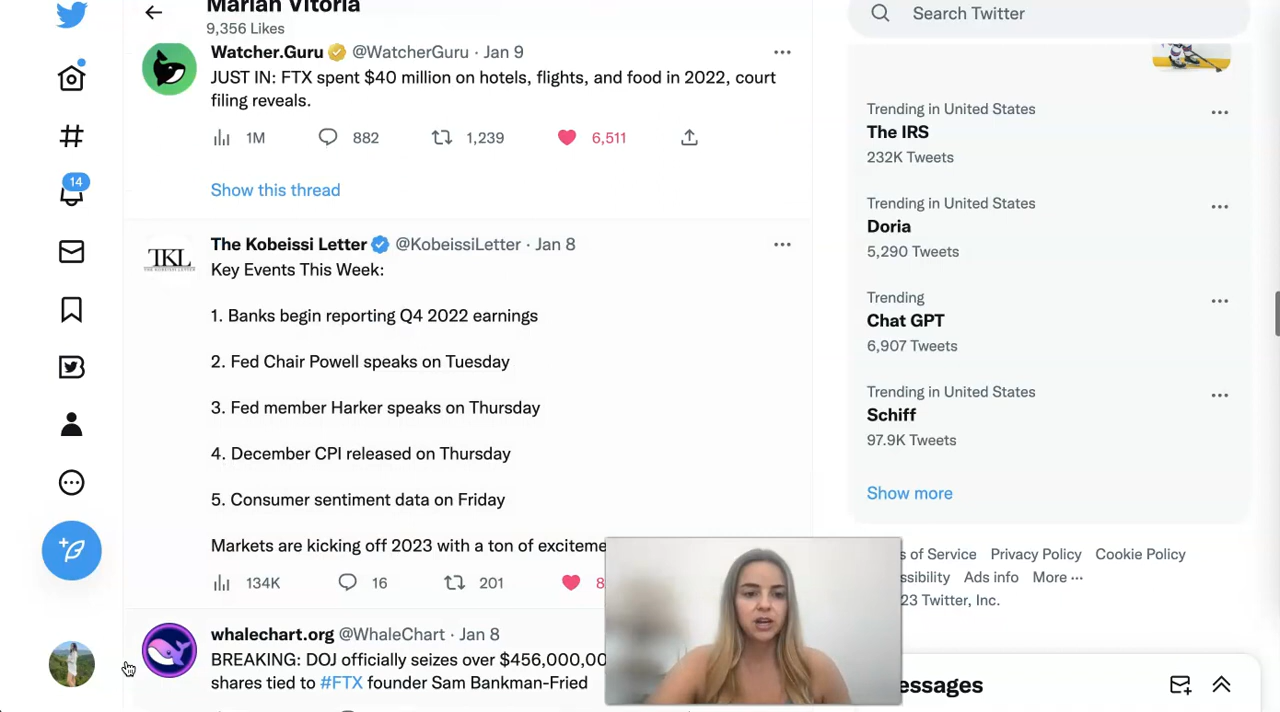 Marian Vitoria
9,356 Likes
Search Twitter
Watcher.Guru @WatcherGuru · Jan 9
JUST IN: FTX spent $40 million on hotels, flights, and food in 2022, court
filing reveals.
1M 882 1,239 6,511
Show this thread
TKL
The Kobeissi Letter @KobeissiLetter · Jan 8
Key Events This Week:
1. Banks begin reporting Q4 2022 earnings
2. Fed Chair Powell speaks on Tuesday
3. Fed member Harker speaks on Thursday
4. December CPI released on Thursday
5. Consumer sentiment data on Friday
Markets are kicking off 2023 with a ton of exciteme
134K 16 201 8
whalechart.org @WhaleChart · Jan 8
BREAKING: DOJ officially seizes over $456,000,00
shares tied to #FTX founder Sam Bankman-Fried
14
Trending in United States
The IRS
232K Tweets
Trending in United States
Doria
5,290 Tweets
Trending
Chat GPT
6,907 Tweets
Trending in United States
Schiff
97.9K Tweets
Show more
s of Service Privacy Policy Cookie Policy
ssibility Ads info More ···
23 Twitter, Inc.
essages